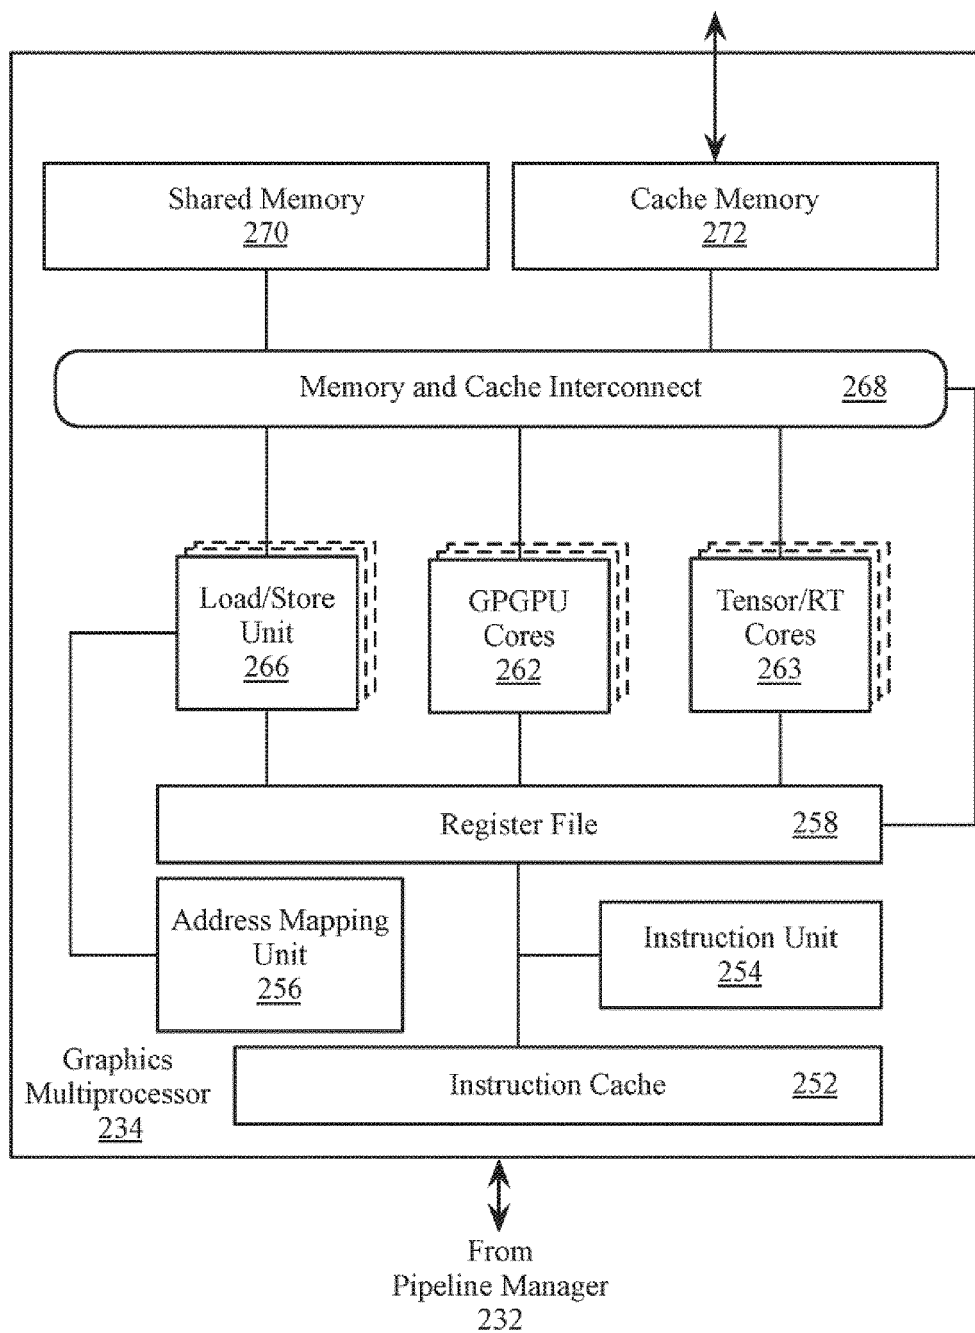 Shared Memory
270
Cache Memory
272
Memory and Cache Interconnect 268
Load/Store
Unit
266
GPGPU
Cores
262
Tensor/RT
Cores
263
Register File 258
Address Mapping
Unit
256
Instruction Unit
254
Graphics
Multiprocessor
234
Instruction Cache 252
From
Pipeline Manager
232